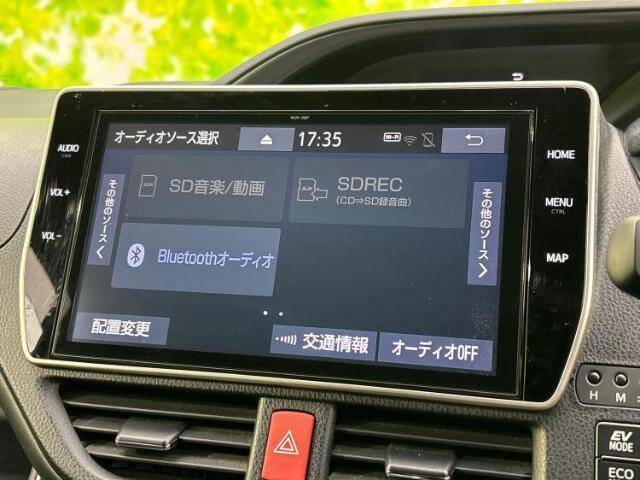 オーディオソース選択
17:35
Wi-Fi
AUDIO
VOL+
VOL-
その他のソース
SD音楽/動画
SDREC
(CD⇒SD録音曲)
その他のソース
Bluetoothオーディオ
配置変更
交通情報
オーディオOFF
HOME
MENU
CTRL
MAP
H M
EV
MODE
ECO